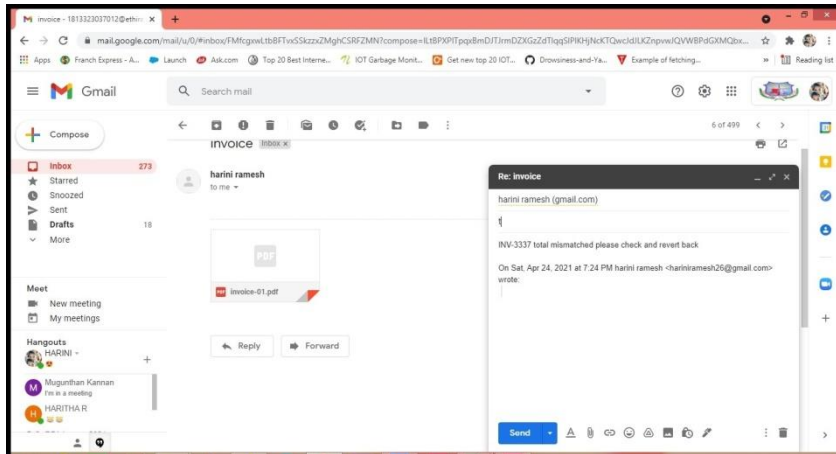 invoice - 1813323037012@ethir
mail.google.com/mail/u/0/#inbox/
Apps
Franch Express - A...
Launch
Ask.com
Top 20 Best Interne...
IOT Garbage Monit...
Get new top 20 IOT...
Drowsiness-and-Ya...
Example of fetching...
»
Reading list
Gmail
Search mail
Compose
6 of 499
Inbox 273
Starred
Snoozed
Sent
Drafts 18
More
Meet
New meeting
My meetings
Hangouts
HARINI -
Mugunthan Kannan
I'm in a meeting
HARITHA R
invoice Inbox x
harini ramesh
to me
PDF
PDF invoice-01.pdf
Reply
Forward
Re: invoice
harini ramesh (gmail.com)
t
INV-3337 total mismatched please check and revert back
On Sat, Apr 24, 2021 at 7:24 PM harini ramesh <hariniramesh26@gmail.com>
wrote:
Send